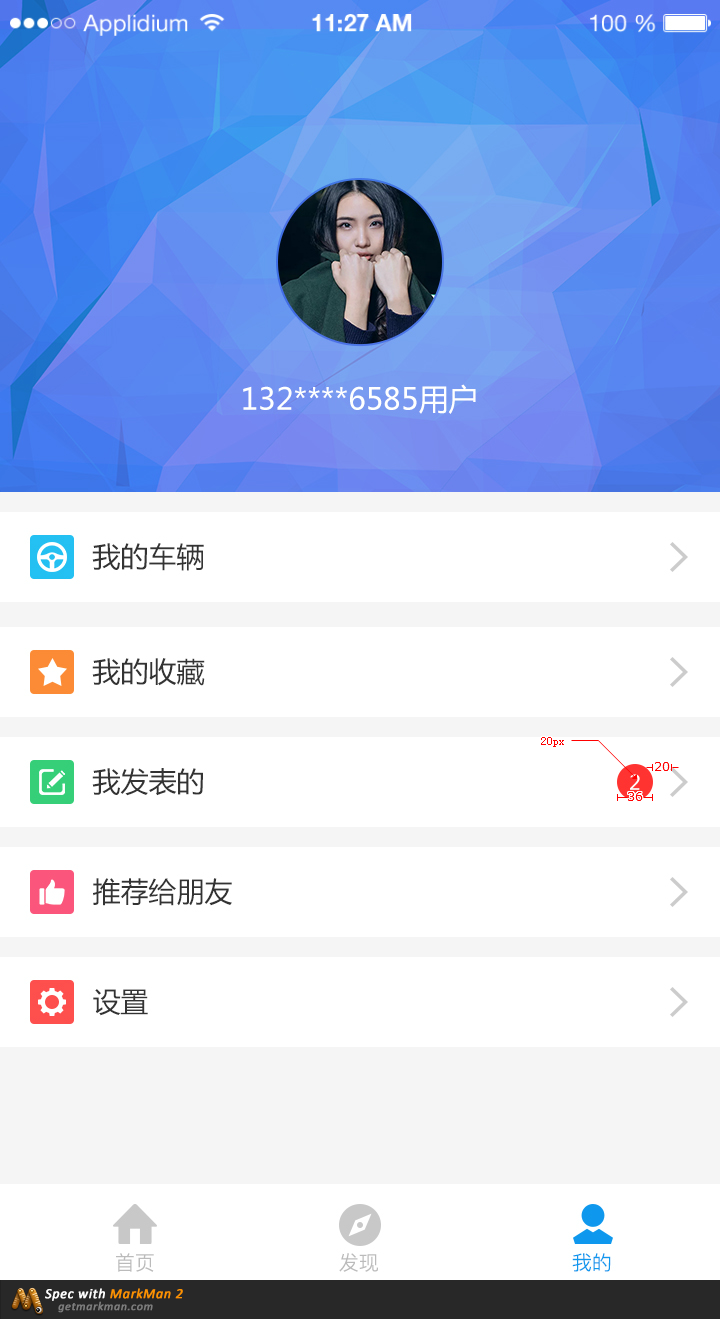 Applidium 11:27 AM 100 %
132****6585用户
我的车辆
我的收藏
20px
我发表的 2 20
36
推荐给朋友
设置
首页 发现 我的
Spec with MarkMan 2
getmarkman.com